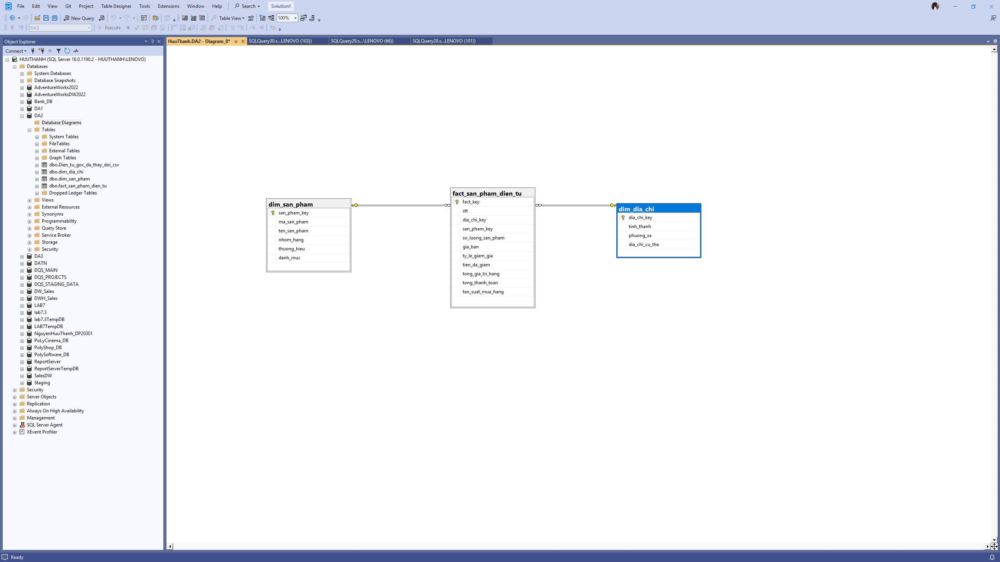 File Edit View Git Project Table Designer Tools Extensions Window Help Search Solution1
New Query Table View 100%
DA3 Execute
Object Explorer
HuuThanh.DA2 - Diagram_0* SQLQuery30.s...LENOVO (103)) SQLQuery29.s...\LENOVO (66)) SQLQuery28.s...LENOVO (101))
Connect
HUUTHANH (SQL Server 16.0.1190.2 - HUUTHANH\LENOVO)
Databases
System Databases
Database Snapshots
AdventureWorks2022
AdventureWorksDW2022
Bank_DB
DA1
DA2
Database Diagrams
Tables
System Tables
FileTables
External Tables
Graph Tables
dbo.Dien_tu_goc_da_thay_doi_csv
dbo.dim_dia_chi
dbo.dim_san_pham
dbo.fact_san_pham_dien_tu
Dropped Ledger Tables
Views
External Resources
Synonyms
Programmability
Query Store
Service Broker
Storage
Security
DA3
DATN
DQS_MAIN
DQS_PROJECTS
DQS_STAGING_DATA
DW_Sales
DWH_Sales
LAB7
lab7.3
lab7.3TempDB
LAB7TempDB
NguyenHuuThanh_DP20301
PoLyCinema_DB
PolyShop_DB
PolySoftware_DB
ReportServer
ReportServerTempDB
SalesDW
Staging
Security
Server Objects
Replication
Always On High Availability
Management
SQL Server Agent
XEvent Profiler
dim_san_pham
san_pham_key
ma_san_pham
ten_san_pham
nhom_hang
thuong_hieu
danh_muc
fact_san_pham_dien_tu
fact_key
stt
dia_chi_key
san_pham_key
so_luong_san_pham
gia_ban
ty_le_giam_gia
tien_da_giam
tong_gia_tri_hang
tong_thanh_toan
tan_suat_mua_hang
dim_dia_chi
dia_chi_key
tinh_thanh
phuong_xa
dia_chi_cu_the
Ready